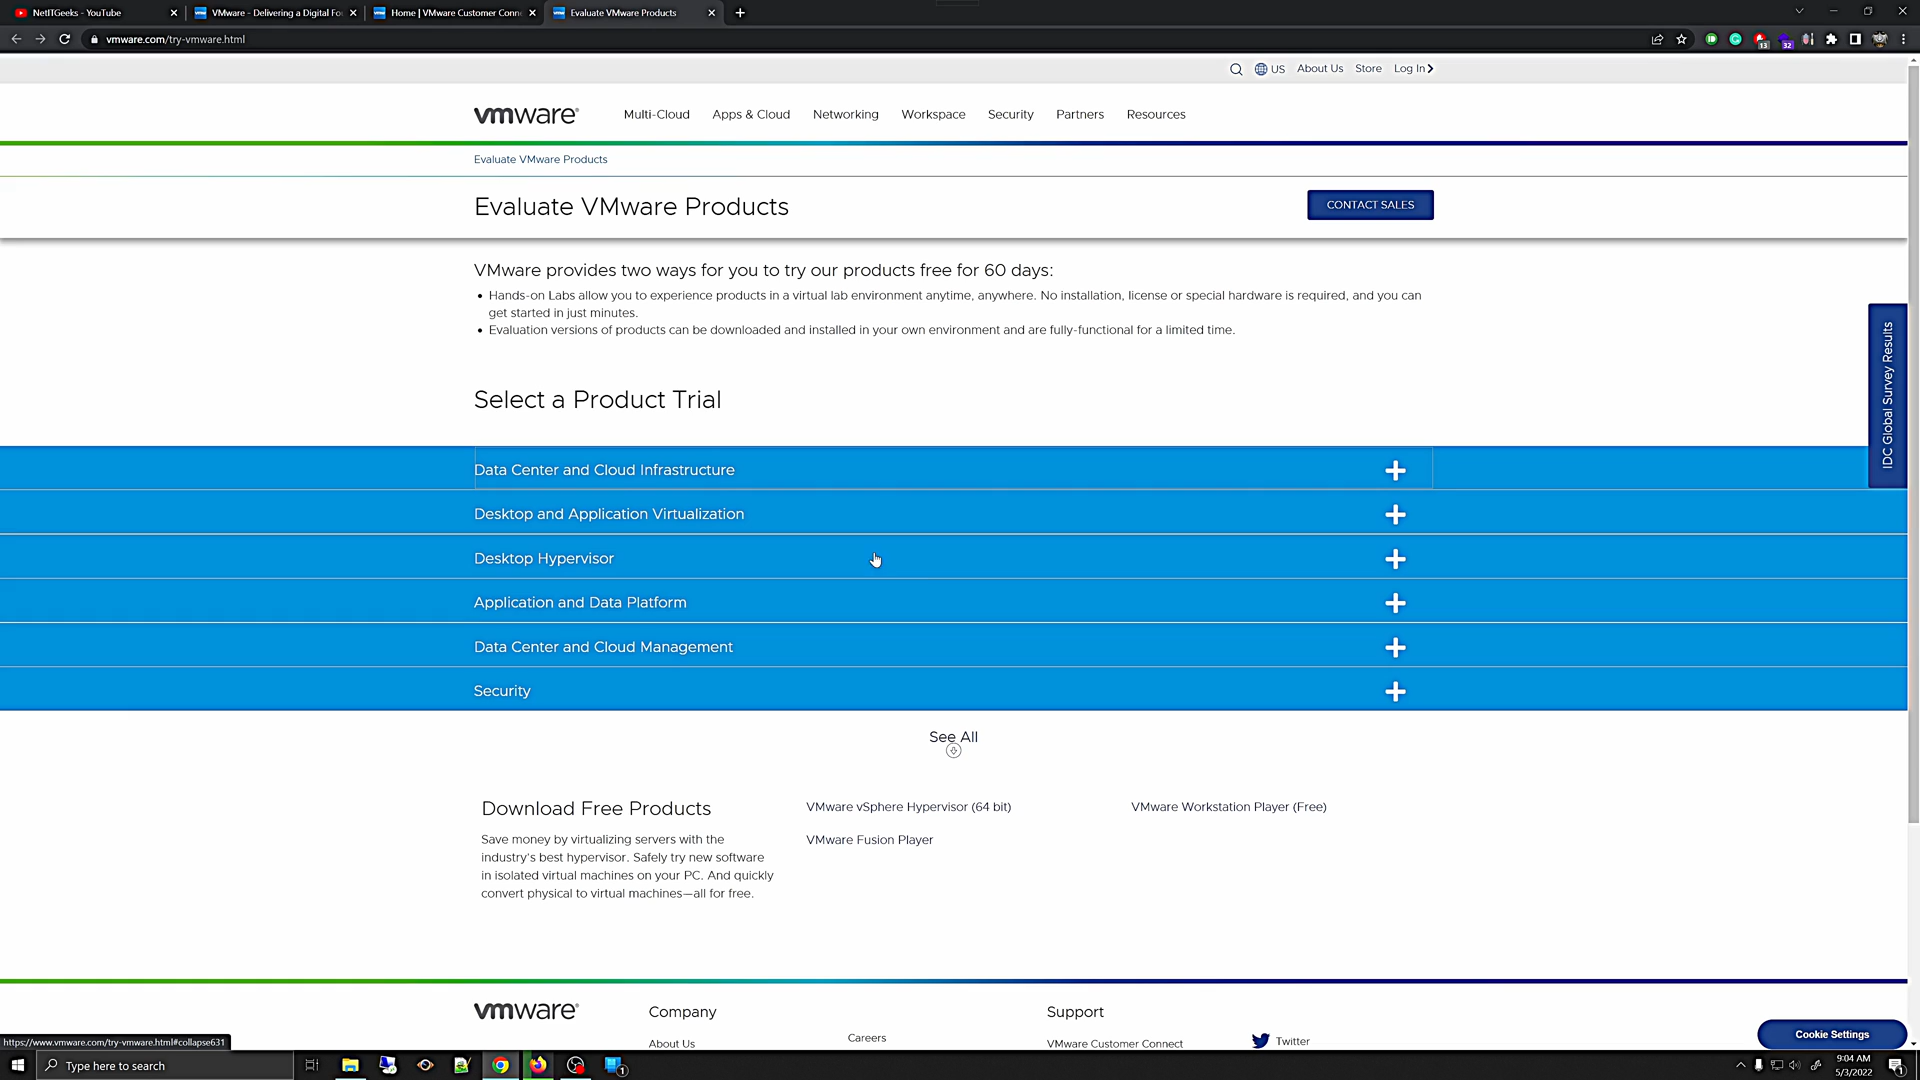 NetITGeeks - YouTube
VMware - Delivering a Digital Fo
Home | VMware Customer Conn
Evaluate VMware Products
vmware.com/try-vmware.html
13
32
US
About Us
Store
Log In
vmware
Multi-Cloud
Apps & Cloud
Networking
Workspace
Security
Partners
Resources
Evaluate VMware Products
Evaluate VMware Products
CONTACT SALES
VMware provides two ways for you to try our products free for 60 days:
• Hands-on Labs allow you to experience products in a virtual lab environment anytime, anywhere. No installation, license or special hardware is required, and you can
get started in just minutes.
• Evaluation versions of products can be downloaded and installed in your own environment and are fully-functional for a limited time.
IDC Global Survey Results
Select a Product Trial
Data Center and Cloud Infrastructure
Desktop and Application Virtualization
Desktop Hypervisor
Application and Data Platform
Data Center and Cloud Management
Security
See All
Download Free Products
Save money by virtualizing servers with the
industry's best hypervisor. Safely try new software
in isolated virtual machines on your PC. And quickly
convert physical to virtual machines—all for free.
VMware vSphere Hypervisor (64 bit)
VMware Workstation Player (Free)
VMware Fusion Player
vmware
Company
Support
About Us
Careers
VMware Customer Connect
Twitter
Cookie Settings
https://www.vmware.com/try-vmware.html#collapse631
Type here to search
1
9:04 AM
5/3/2022
1